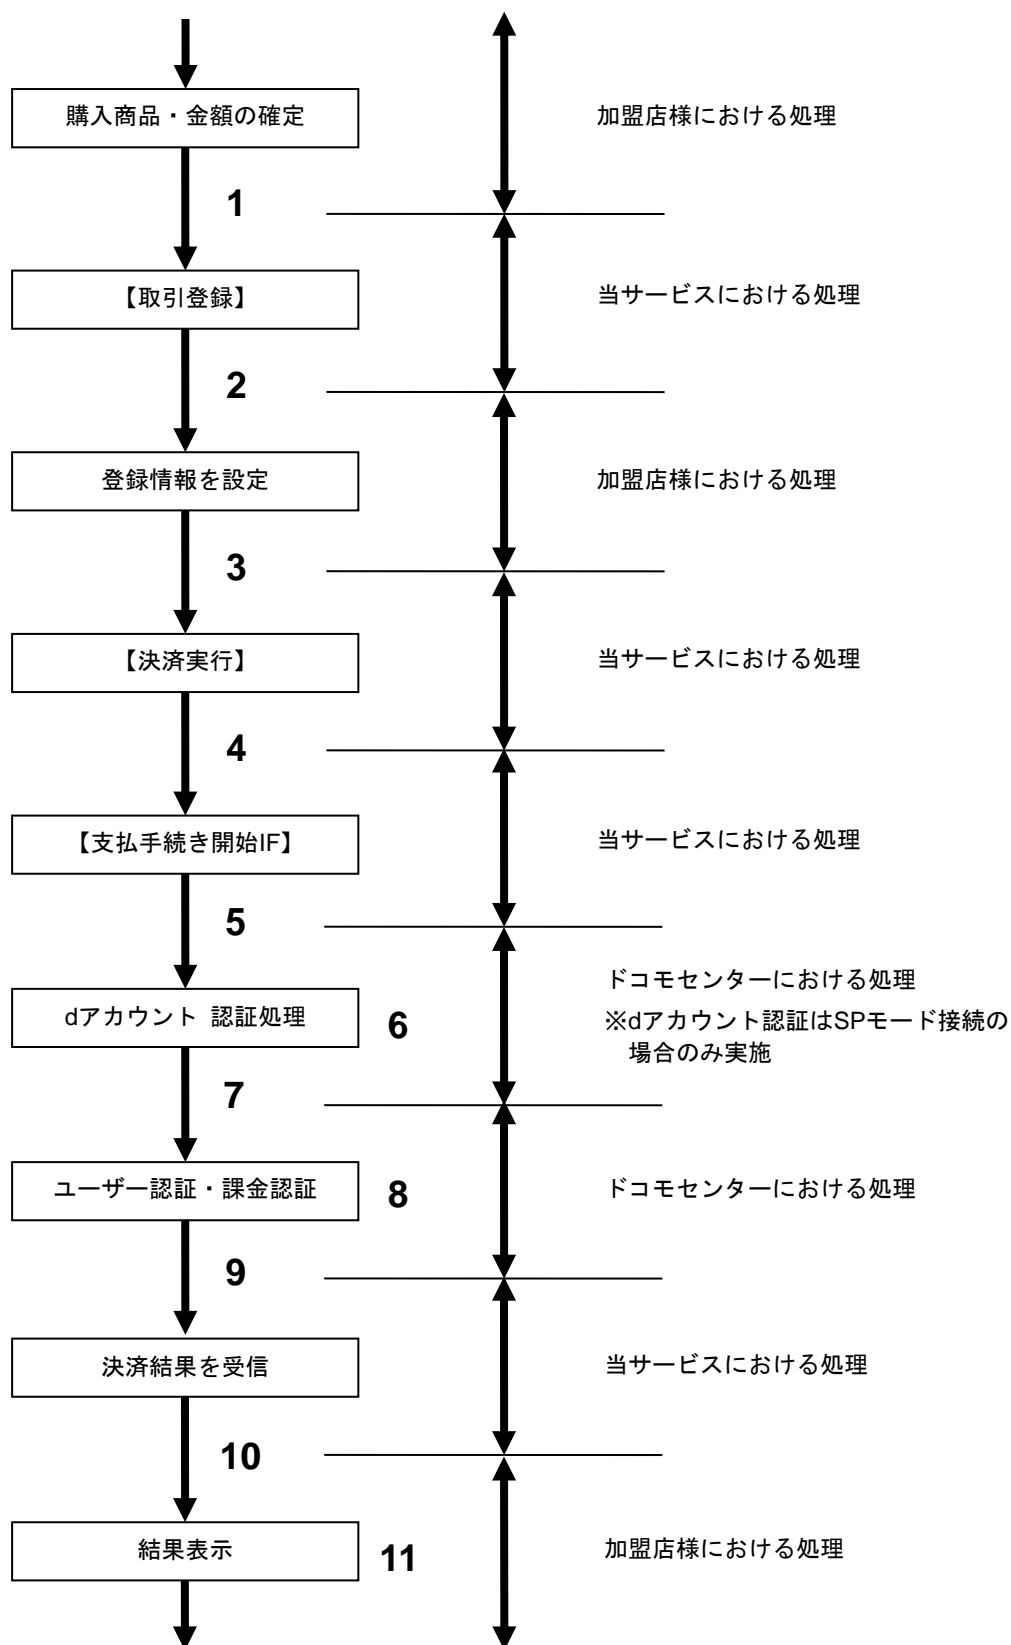 購入商品・金額の確定
加盟店様における処理
1
【取引登録】
当サービスにおける処理
2
登録情報を設定
加盟店様における処理
3
【決済実行】
当サービスにおける処理
4
【支払手続き開始IF】
当サービスにおける処理
5
ドコモセンターにおける処理
dアカウント 認証処理
6
※dアカウント認証はSPモード接続の
場合のみ実施
7
ユーザー認証・課金認証
8
ドコモセンターにおける処理
9
決済結果を受信
当サービスにおける処理
10
結果表示
11
加盟店様における処理